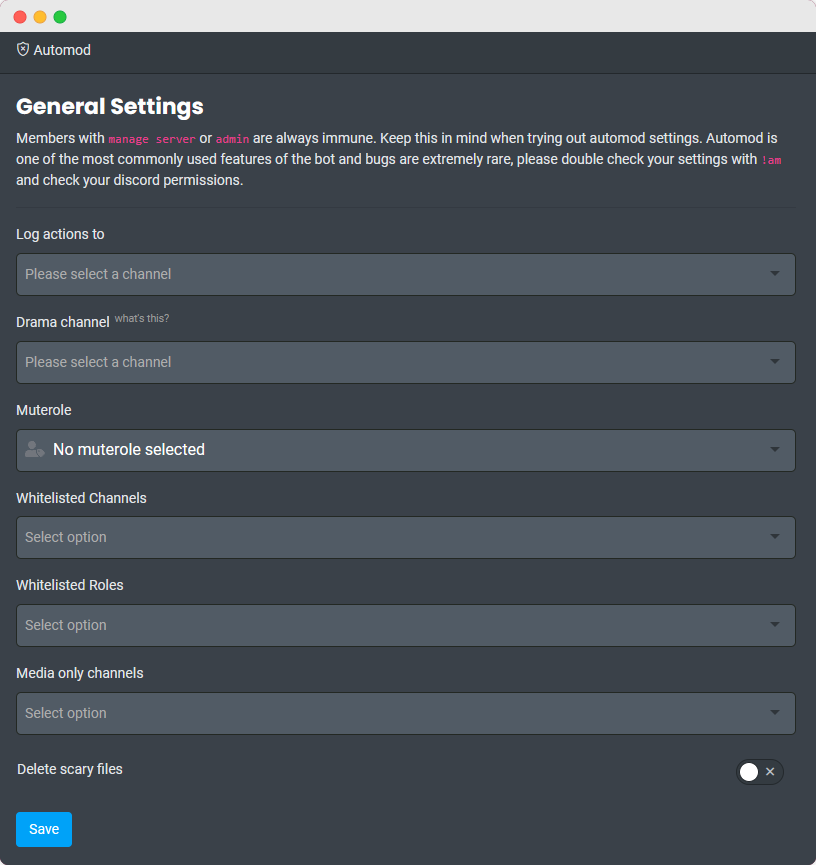 Automod
General Settings
Members with manage server or admin are always immune. Keep this in mind when trying out automod settings. Automod is
one of the most commonly used features of the bot and bugs are extremely rare, please double check your settings with !am
and check your discord permissions.
Log actions to
Please select a channel
Drama channel what's this?
Please select a channel
Muterole
No muterole selected
Whitelisted Channels
Select option
Whitelisted Roles
Select option
Media only channels
Select option
Delete scary files
Save